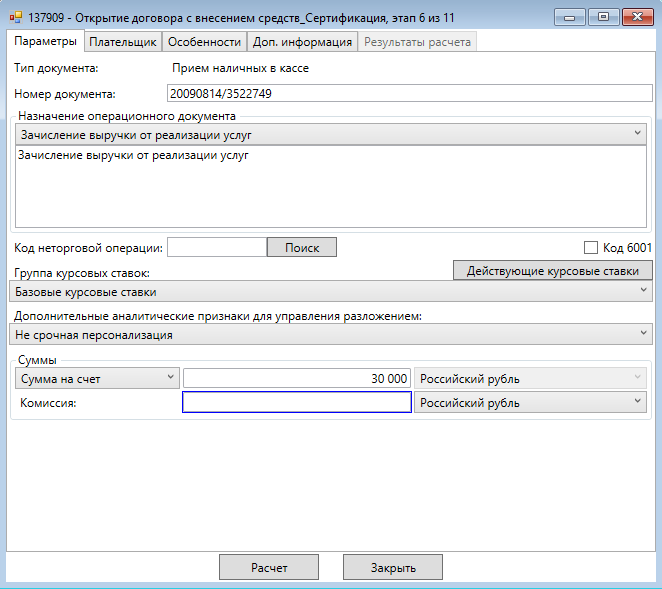 137909 - Открытие договора с внесением средств_Сертификация, этап 6 из 11
Параметры Плательщик Особенности Доп. информация Результаты расчета
Тип документа: Прием наличных в кассе
Номер документа: 20090814/3522749
Назначение операционного документа
Зачисление выручки от реализации услуг
Зачисление выручки от реализации услуг
Код неторговой операции: Поиск Код 6001
Группа курсовых ставок: Действующие курсовые ставки
Базовые курсовые ставки
Дополнительные аналитические признаки для управления разложением:
Не срочная персонализация
Суммы
Сумма на счет 30 000 Российский рубль
Комиссия: Российский рубль
Расчет Закрыть